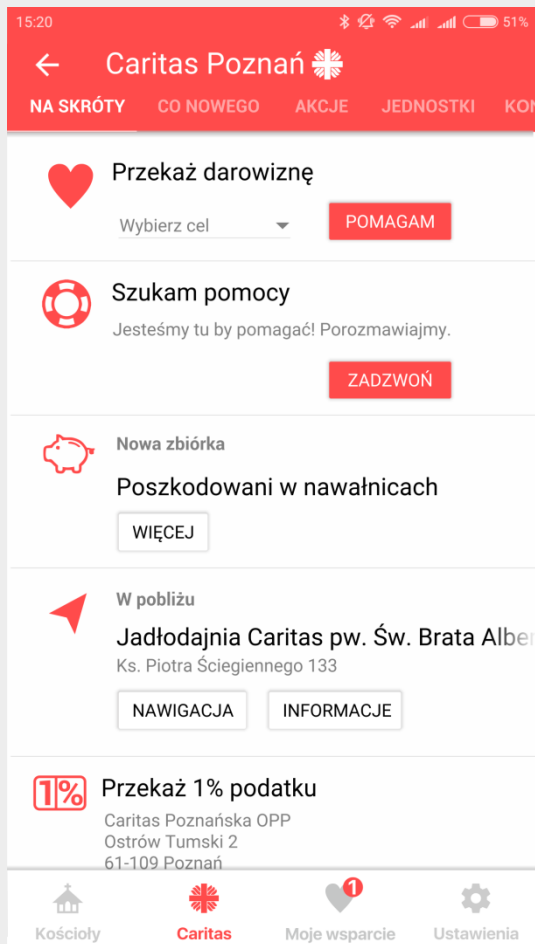 15:20 51%
Caritas Poznań
NA SKRÓTY CO NOWEGO AKCJE JEDNOSTKI KON
Przekaż darowiznę
Wybierz cel POMAGAM
Szukam pomocy
Jesteśmy tu by pomagać! Porozmawiajmy.
ZADZWOŃ
Nowa zbiórka
Poszkodowani w nawałnicach
WIĘCEJ
W pobliżu
Jadłodajnia Caritas pw. Św. Brata Alber
Ks. Piotra Ściegiennego 133
NAWIGACJA INFORMACJE
1% Przekaż 1% podatku
Caritas Poznańska OPP
Ostrów Tumski 2
61-109 Poznań
1
Kościoły Caritas Moje wsparcie Ustawienia